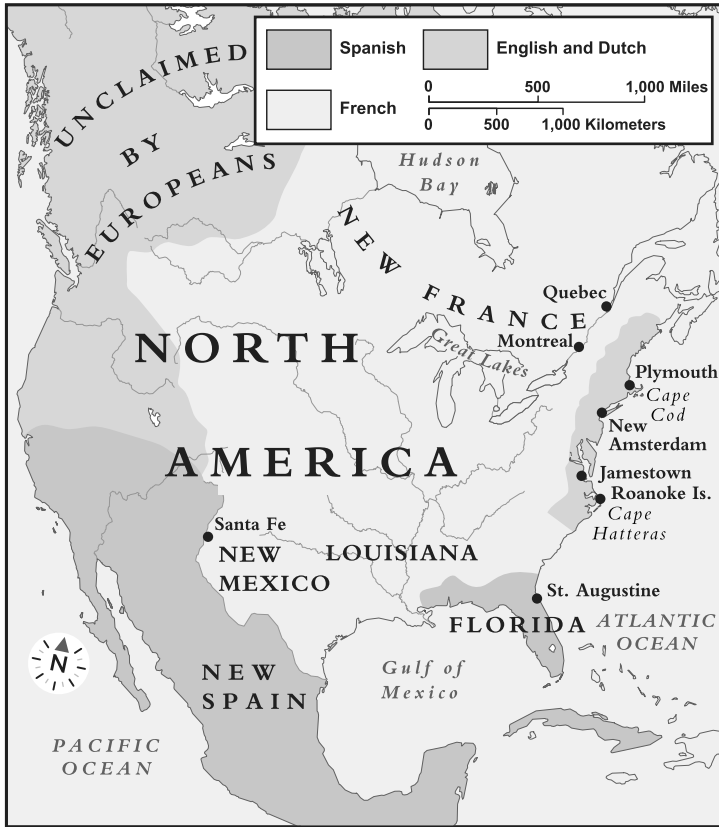 Spanish
English and Dutch
French
0 500 1,000 Miles
0 500 1,000 Kilometers
UNCLAIMED
BY
EUROPEANS
Hudson
Bay
NEW FRANCE
Quebec
Montreal
Great Lakes
NORTH
AMERICA
Plymouth
Cape
Cod
New
Amsterdam
Jamestown
Roanoke Is.
Cape
Hatteras
Santa Fe
NEW
MEXICO
LOUISIANA
St. Augustine
FLORIDA
ATLANTIC
OCEAN
N
NEW
SPAIN
Gulf of
Mexico
PACIFIC
OCEAN